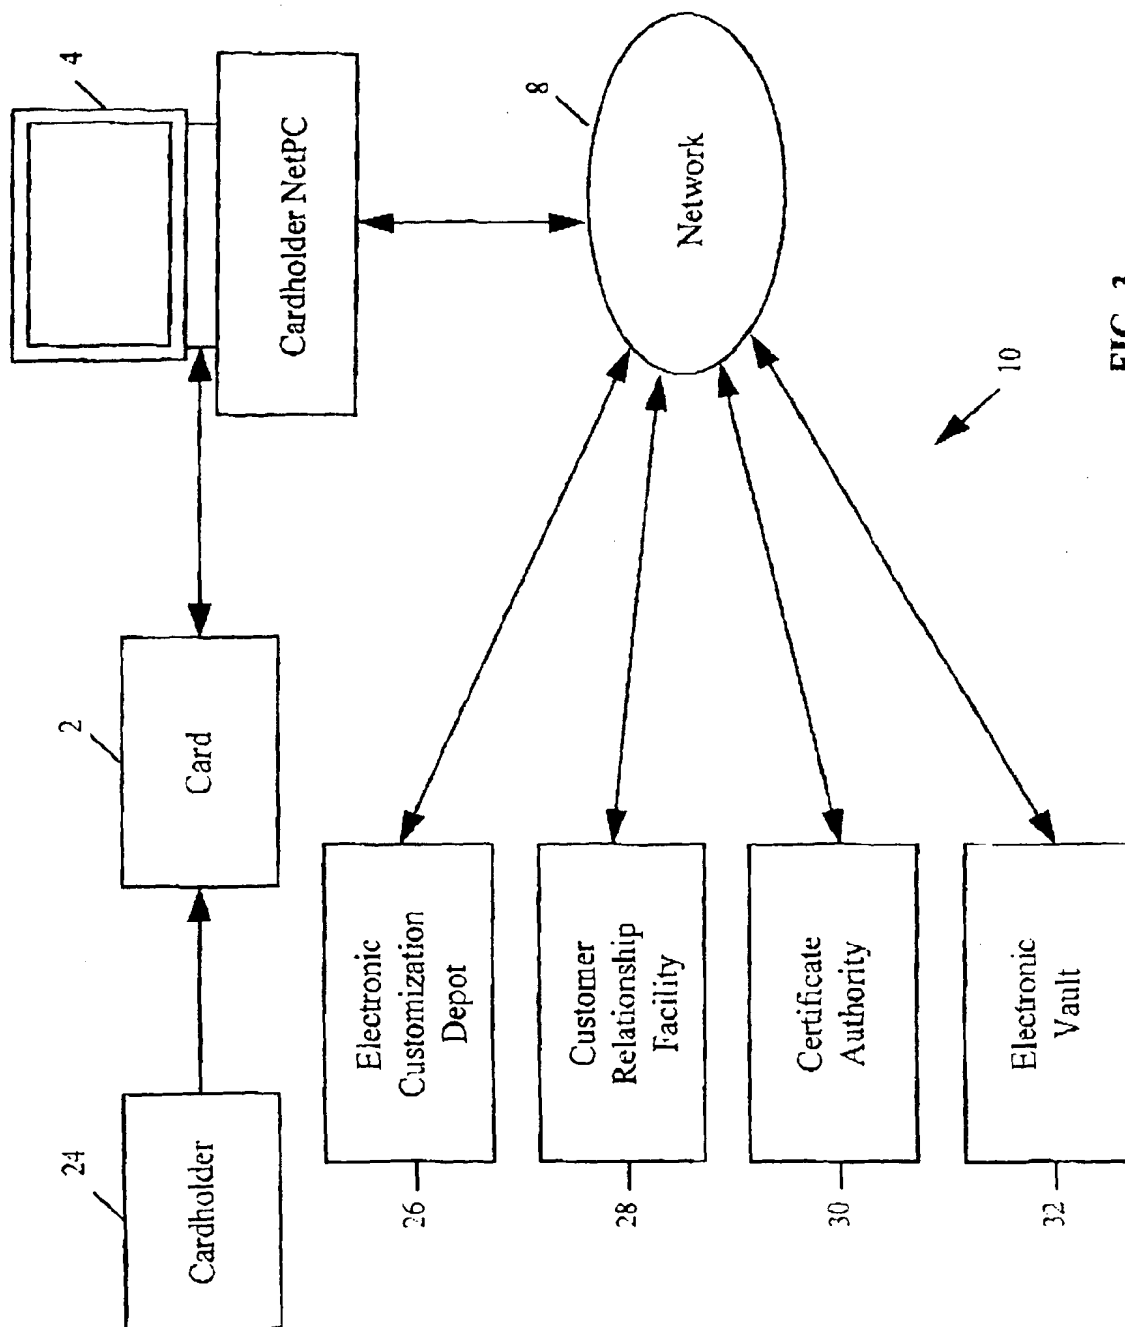 24
Cardholder
2
Card
4
Cardholder NetPC
8
Network
26
Electronic
Customization
Depot
28
Customer
Relationship
Facility
30
Certificate
Authority
32
Electronic
Vault
10